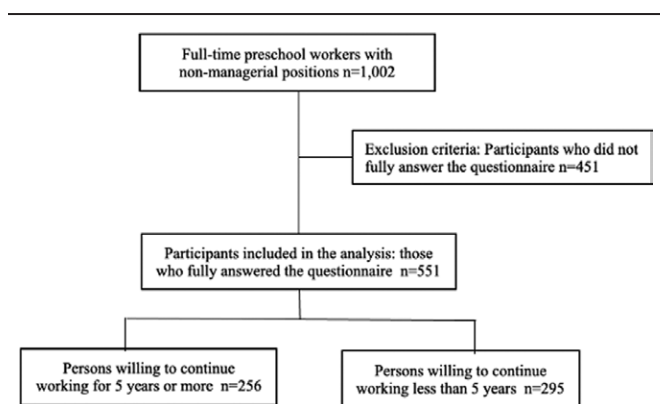 Full-time preschool workers with
non-managerial positions n=1,002
Exclusion criteria: Participants who did not
fully answer the questionnaire n=451
Participants included in the analysis: those
who fully answered the questionnaire n=551
Persons willing to continue
working for 5 years or more n=256
Persons willing to continue
working less than 5 years n=295